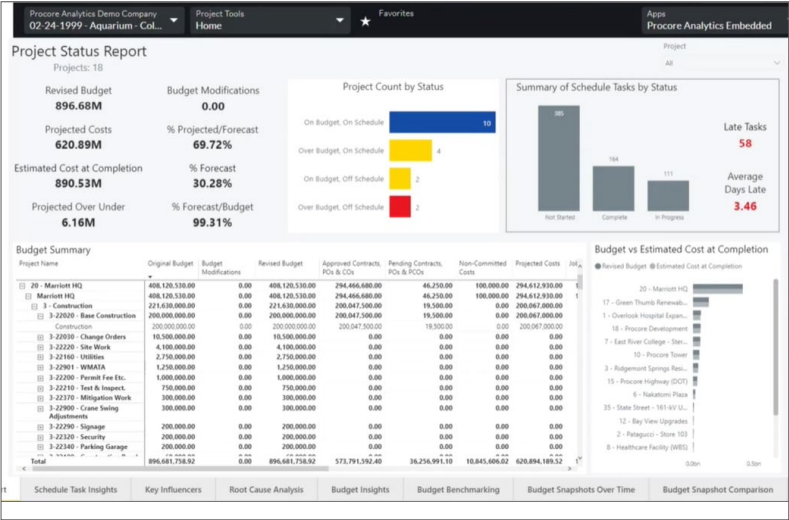 Procore Analytics Demo Company
02-24-1999 - Aquarium - Col...
Project Tools
Home
Favorites
Apps
Procore Analytics Embedded
Project Status Report
Projects: 18
Project
All
Revised Budget
896.68M
Budget Modifications
0.00
Projected Costs
620.89M
% Projected/Forecast
69.72%
Estimated Cost at Completion
890.53M
% Forecast
30.28%
Projected Over Under
6.16M
% Forecast/Budget
99.31%
Project Count by Status
On Budget, On Schedule 10
Over Budget, On Schedule 4
On Budget, Off Schedule 2
Over Budget, Off Schedule 2
Summary of Schedule Tasks by Status
385
164
111
Not Started Complete In Progress
Late Tasks
58
Average
Days Late
3.46
Budget Summary
Project Name Original Budget Budget Modifications Revised Budget Approved Contracts, POs & COs Pending Contracts, POs & PCOs Non-Committed Costs Projected Costs
20 - Marriott HQ 408,120,530.00 0.00 408,120,530.00 294,466,680.00 46,250.00 100,000.00 294,612,930.00 1
Marriott HQ 408,120,530.00 0.00 408,120,530.00 294,466,680.00 46,250.00 100,000.00 294,612,930.00 1
3 - Construction 221,630,000.00 0.00 221,630,000.00 200,047,500.00 19,500.00 0.00 200,067,000.00
3-22020 - Base Construction 200,000,000.00 0.00 200,000,000.00 200,047,500.00 19,500.00 0.00 200,067,000.00
Construction 200,000,000.00 0.00 200,000,000.00 200,047,500.00 19,500.00 0.00 200,067,000.00
3-22030 - Change Orders 10,500,000.00 0.00 10,500,000.00 0.00 0.00 0.00 0.00
3-22220 - Site Work 4,100,000.00 0.00 4,100,000.00 0.00 0.00 0.00 0.00
3-22160 - Utilities 2,750,000.00 0.00 2,750,000.00 0.00 0.00 0.00 0.00
3-22901 - WMATA 1,250,000.00 0.00 1,250,000.00 0.00 0.00 0.00 0.00
3-22200 - Permit Fee Etc. 1,000,000.00 0.00 1,000,000.00 0.00 0.00 0.00 0.00
3-22210 - Test & Inspect. 750,000.00 0.00 750,000.00 0.00 0.00 0.00 0.00
3-22370 - Mitigation Work 300,000.00 0.00 300,000.00 0.00 0.00 0.00 0.00
3-22900 - Crane Swing 300,000.00 0.00 300,000.00 0.00 0.00 0.00 0.00
Adjustments
3-22290 - Signage 200,000.00 0.00 200,000.00 0.00 0.00 0.00 0.00
3-22320 - Security 200,000.00 0.00 200,000.00 0.00 0.00 0.00 0.00
3-22340 - Parking Garage 200,000.00 0.00 200,000.00 0.00 0.00 0.00 0.00
Total 896,681,758.92 0.00 896,681,758.92 573,791,592.40 36,256,991.10 10,845,606.02 620,894,189.52
Budget vs Estimated Cost at Completion
Revised Budget Estimated Cost at Completion
20 - Marriott HQ
17 - Green Thumb Renewab...
1 - Overlook Hospital Expan...
18 - Procore Development
7 - East River College - Ster...
10 - Procore Tower
3 - Ridgemont Springs Resi...
15 - Procore Highway (DOT)
6 - Nakatomi Plaza
35 - State Street - 161-kV U...
12 - Bay View Upgrades
2 - Patagucci - Store 103
8 - Healthcare Facility (WBS)
0.0bn 0.5bn
Schedule Task Insights
Key Influencers
Root Cause Analysis
Budget Insights
Budget Benchmarking
Budget Snapshots Over Time
Budget Snapshot Comparison